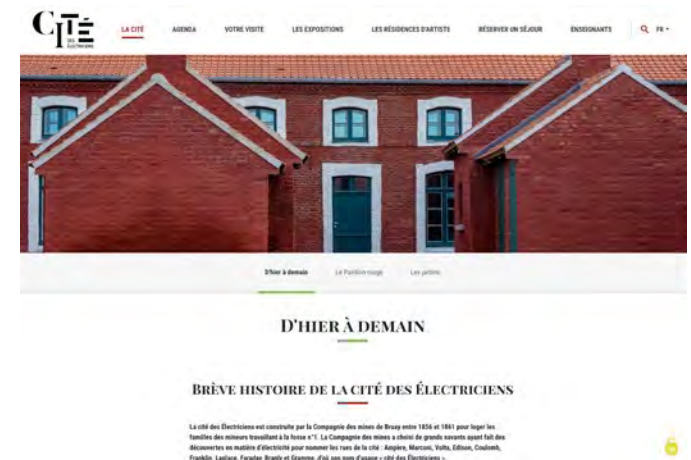 CITÉ
DES
ÉLECTRICIENS
LA CITÉ AGENDA VOTRE VISITE LES EXPOSITIONS LES RÉSIDENCES D'ARTISTE RÉSERVER UN SÉJOUR ENSEIGNANTS FR
D'hier à demain Le Pavillon rouge Les jardins
D'HIER À DEMAIN
BRÈVE HISTOIRE DE LA CITÉ DES ÉLECTRICIENS
La cité des Électriciens est construite par la Compagnie des mines de Bruay entre 1856 et 1861 pour loger les
familles des mineurs travaillant à la fosse n°1. La Compagnie des mines a choisi de grands savants ayant fait des
découvertes en matière d'électricité pour nommer les rues de la cité : Ampère, Marconi, Volta, Edison, Coulomb,
Franklin, Laplace, Faraday, Branly et Gramme, d'où son nom d'usage « cité des Électriciens ».